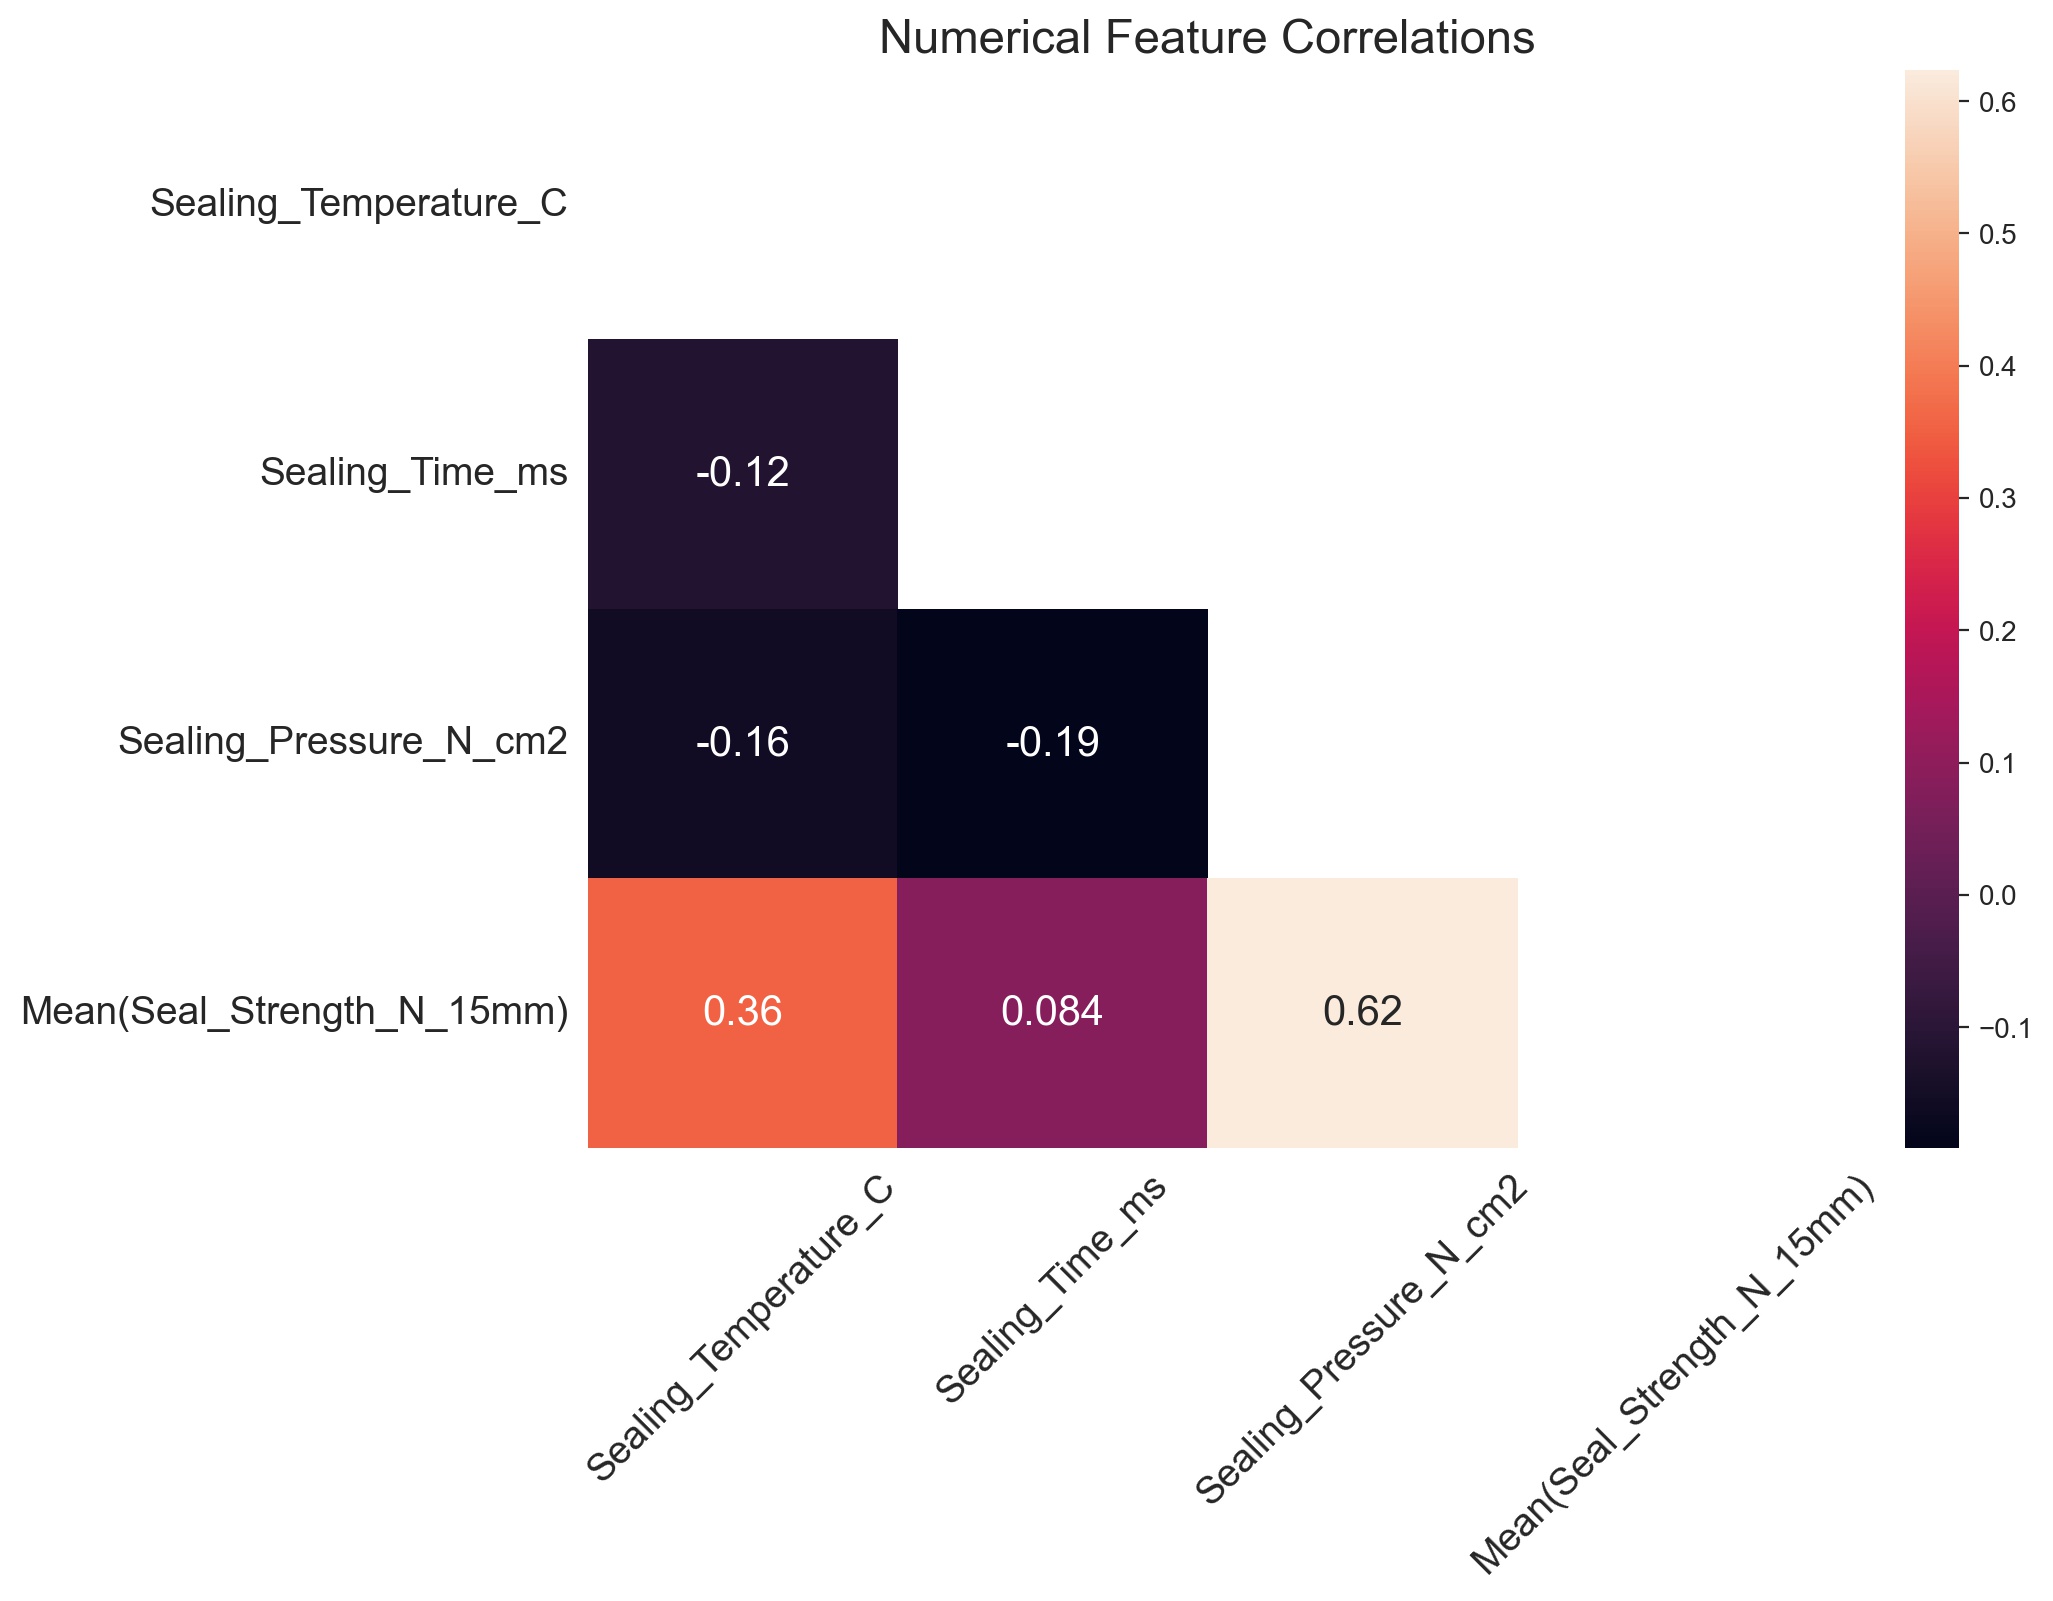 Numerical Feature Correlations
Sealing_Temperature_C
Sealing_Time_ms
-0.12
Sealing_Pressure_N_cm2
-0.16
-0.19
Mean(Seal_Strength_N_15mm)
0.36
0.084
0.62
Sealing_Temperature_C
Sealing_Time_ms
Sealing_Pressure_N_cm2
Mean(Seal_Strength_N_15mm)
0.6
0.5
0.4
0.3
0.2
0.1
0.0
−0.1